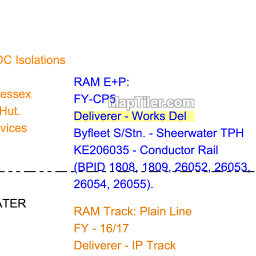 DC Isolations
RAM E+P:
essex
FY-CP5
MapTiler.com
Hut.
Deliverer - Works Del
vices
Byfleet S/Stn. - Sheerwater TPH
KE206035 - Conductor Rail
(BPID 1808, 1809, 26052, 26053,
26054, 26055).
ATER
RAM Track: Plain Line
FY - 16/17
Deliverer - IP Track